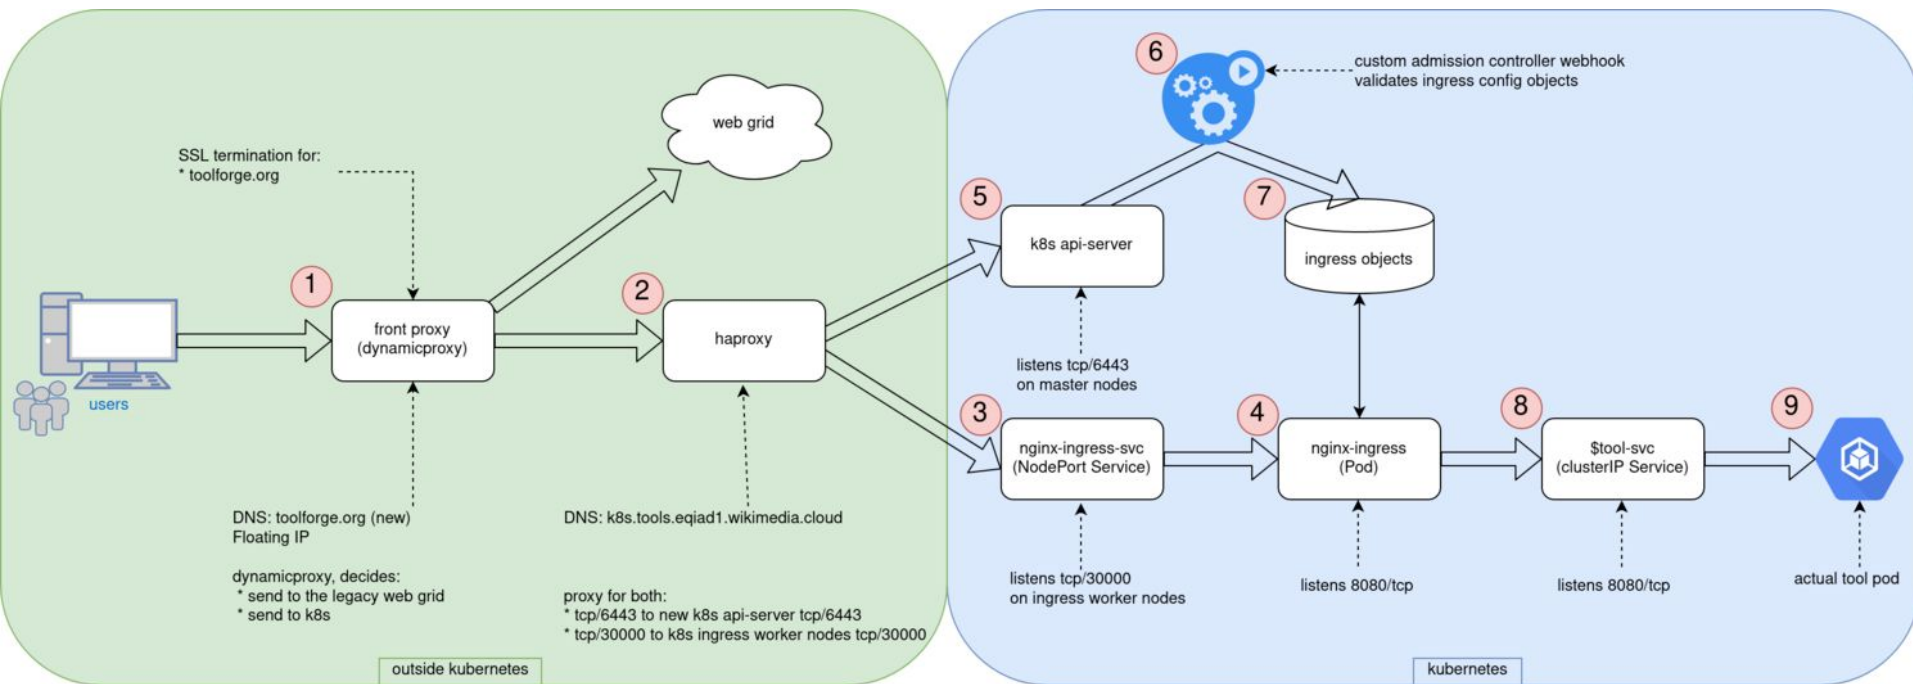 6
custom admission controller webhook
validates ingress config objects
web grid
SSL termination for:
* toolforge.org
5
7
k8s api-server
ingress objects
1
2
front proxy
(dynamicproxy)
haproxy
listens tcp/6443
on master nodes
users
3
4
8
9
nginx-ingress-svc
(NodePort Service)
nginx-ingress
(Pod)
$tool-svc
(clusterIP Service)
DNS: toolforge.org (new)
Floating IP
DNS: k8s.tools.eqiad1.wikimedia.cloud
dynamicproxy, decides:
* send to the legacy web grid
* send to k8s
proxy for both:
* tcp/6443 to new k8s api-server tcp/6443
* tcp/30000 to k8s ingress worker nodes tcp/30000
listens tcp/30000
on ingress worker nodes
listens 8080/tcp
listens 8080/tcp
actual tool pod
outside kubernetes
kubernetes